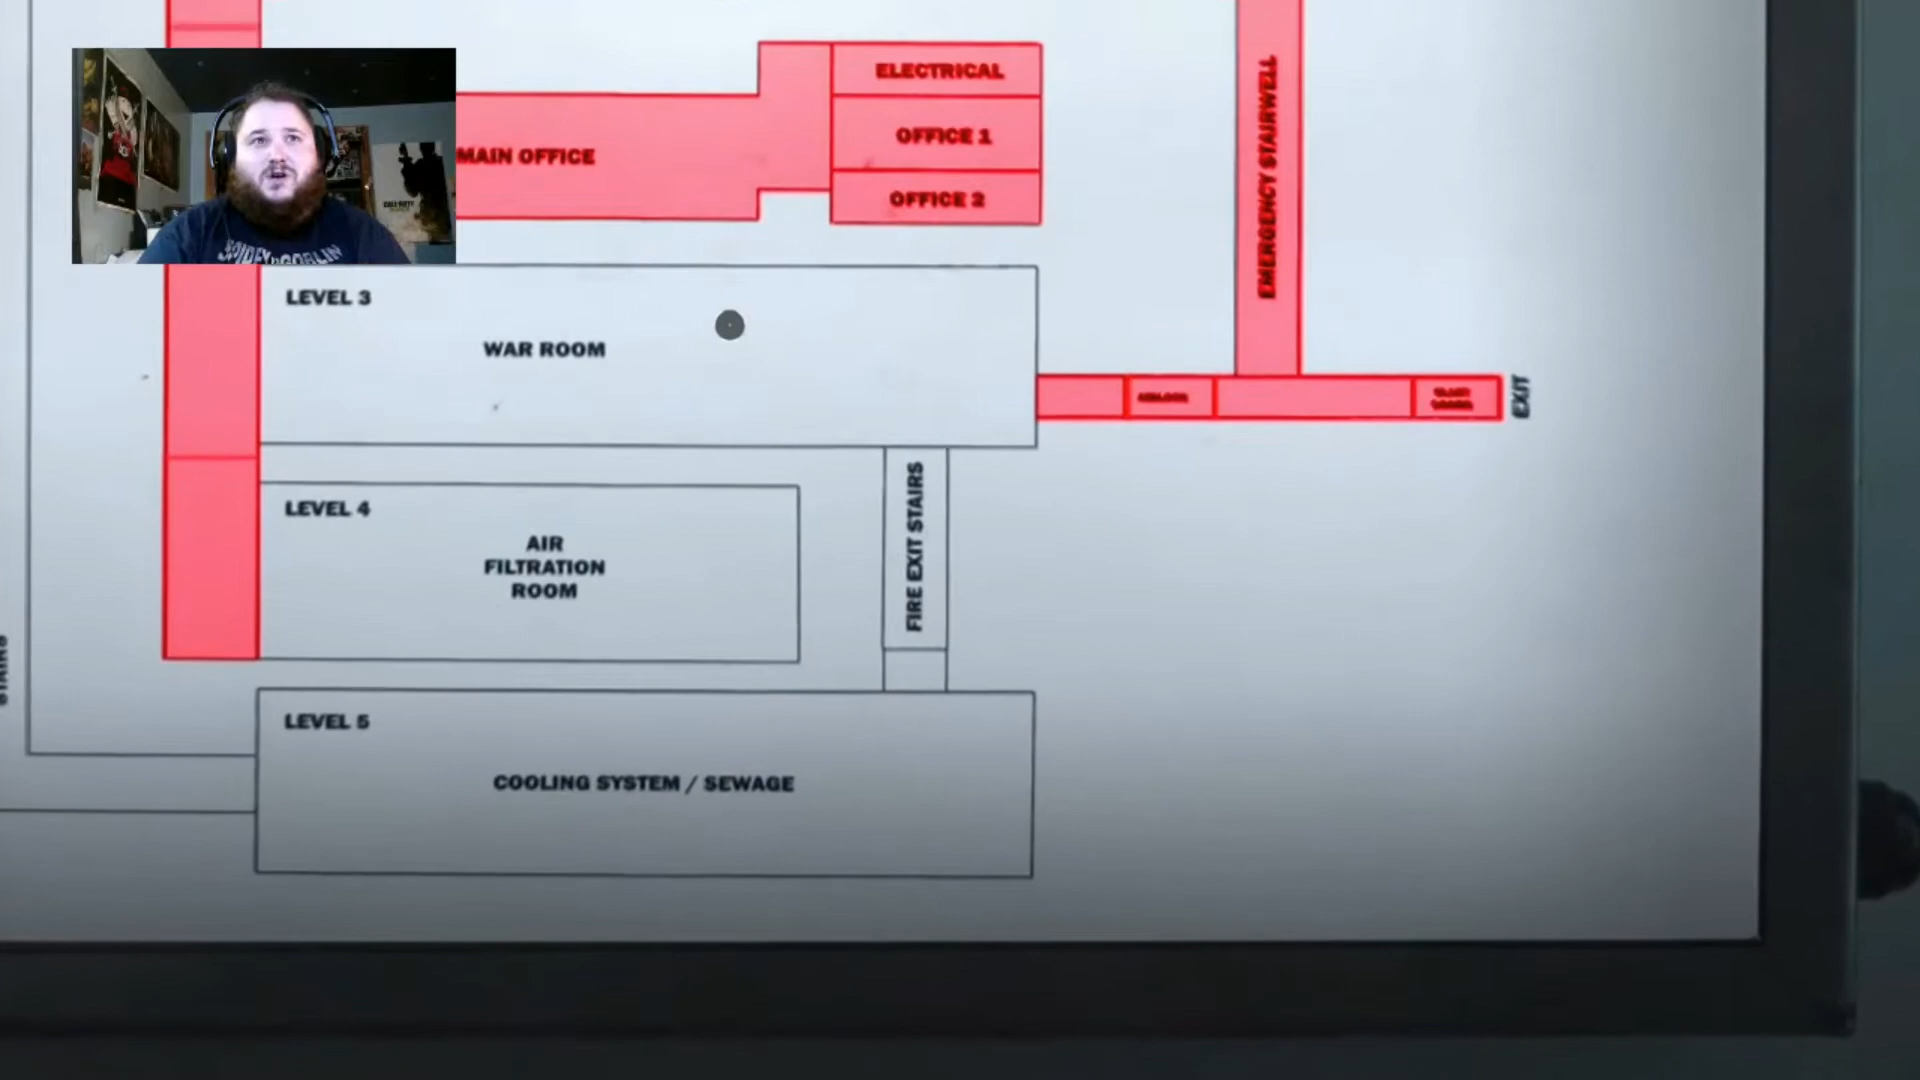 ELECTRICAL
MAIN OFFICE
OFFICE 1
OFFICE 2
EMERGENCY STAIRWELL
LEVEL 3
WAR ROOM
EXIT
LEVEL 4
AIR
FILTRATION
ROOM
FIRE EXIT STAIRS
STAIRS
LEVEL 5
COOLING SYSTEM / SEWAGE